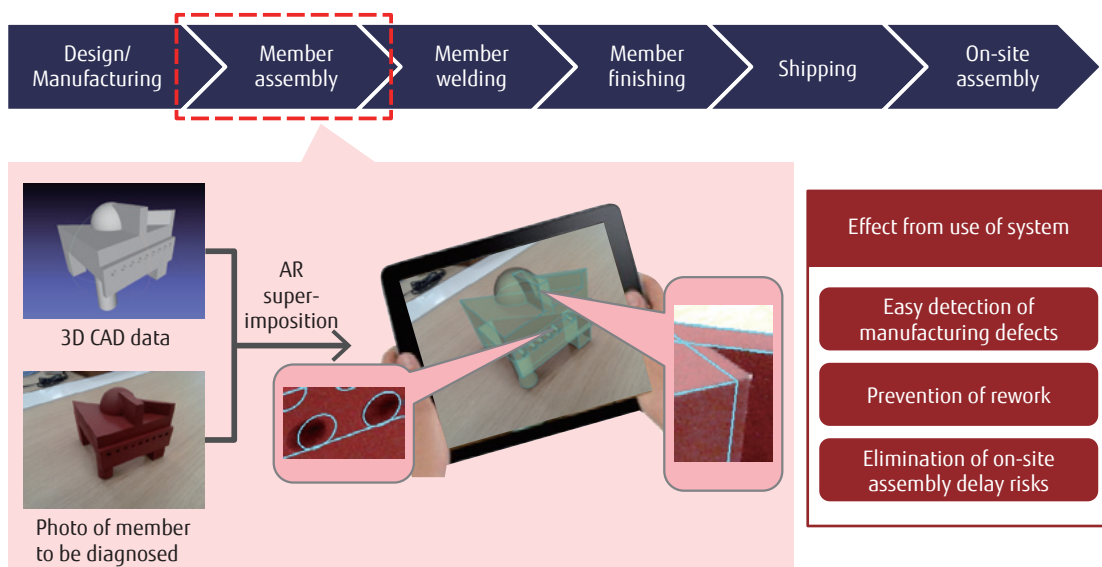 Design/
Manufacturing
Member
assembly
Member
welding
Member
finishing
Shipping
On-site
assembly
3D CAD data
Photo of member
to be diagnosed
AR
super-
imposition
Effect from use of system
Easy detection of
manufacturing defects
Prevention of rework
Elimination of on-site
assembly delay risks